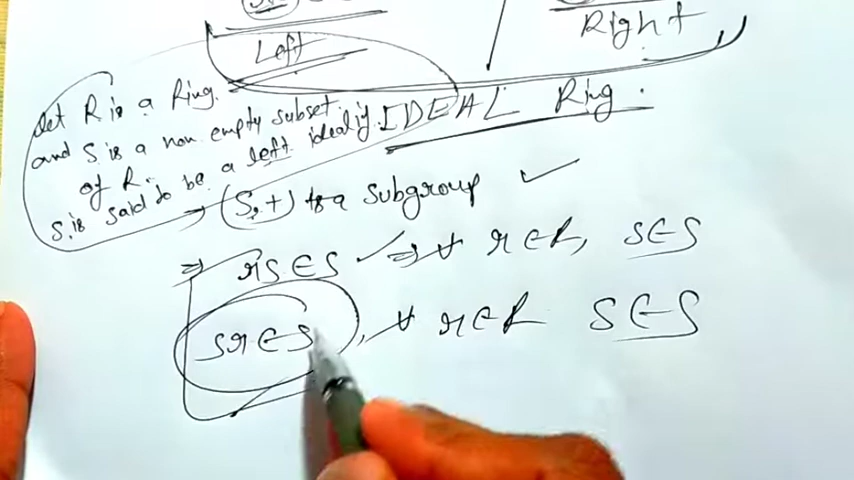 Left
Right
IDEAL Ring.
Let R is a Ring.
and S is a non empty subset.
of R.
S is said to be a left ideal if.
⇒ (S, +) is a subgroup ✓
⇒ rs∈S ✓ ⇒ ∀ r∈R, s∈S
sr∈S, ∀ r∈R s∈S